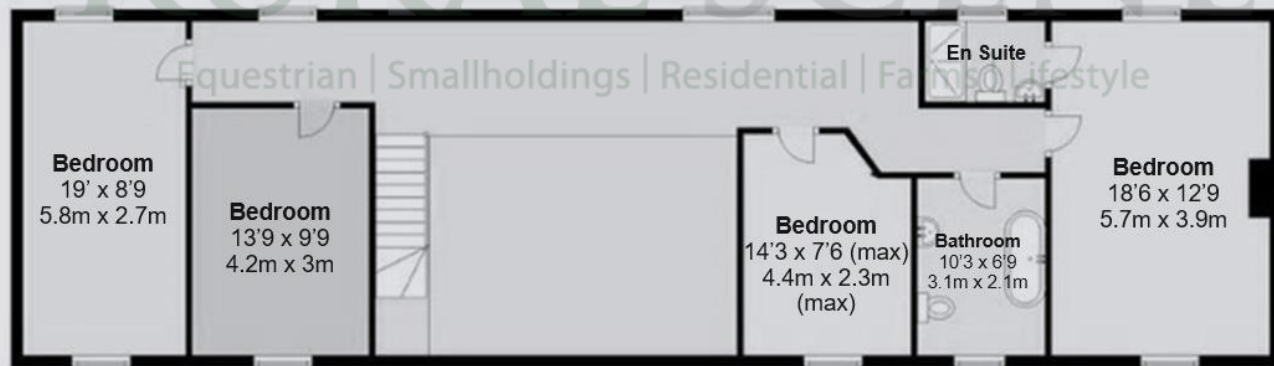 Equestrian | Smallholdings | Residential | Farms | Lifestyle
En Suite
Bedroom
19' x 8'9
5.8m x 2.7m
Bedroom
13'9 x 9'9
4.2m x 3m
Bedroom
14'3 x 7'6 (max)
4.4m x 2.3m
(max)
Bathroom
10'3 x 6'9
3.1m x 2.1m
Bedroom
18'6 x 12'9
5.7m x 3.9m